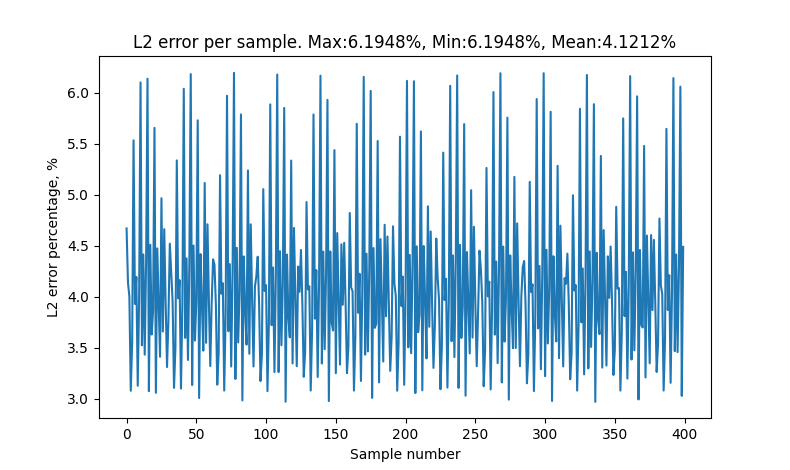 L2 error per sample. Max:6.1948%, Min:6.1948%, Mean:4.1212%
L2 error percentage, %
6.0
5.5
5.0
4.5
4.0
3.5
3.0
0 50 100 150 200 250 300 350 400
Sample number